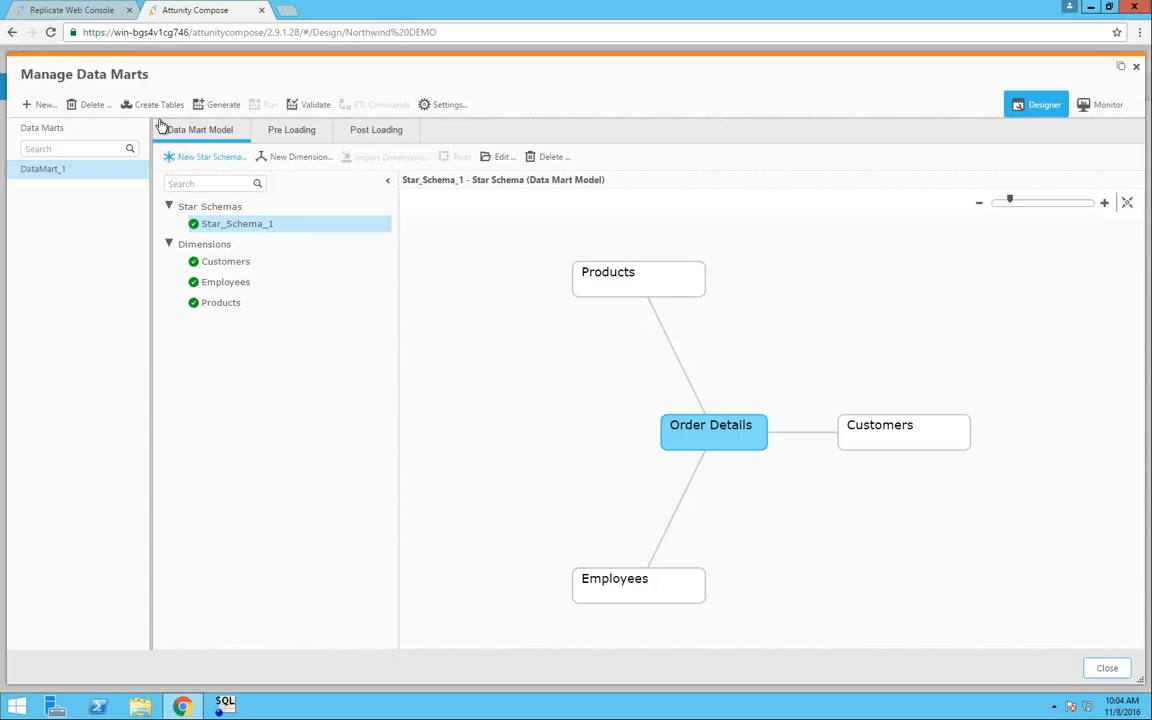 Replicate Web Console
Attunity Compose
https://win-bgs4v1cg746/attunitycompose/2.9.1.28/#/Design/Northwind%20DEMO
Manage Data Marts
New...
Delete ...
Create Tables
Generate
Run
Validate
ETL Commands
Settings...
Designer
Monitor
Data Marts
Search
DataMart_1
Data Mart Model
Pre Loading
Post Loading
New Star Schema...
New Dimension...
Import Dimensions...
Pivot
Edit ...
Delete ...
Search
Star Schemas
Star_Schema_1
Dimensions
Customers
Employees
Products
Star_Schema_1 - Star Schema (Data Mart Model)
Products
Order Details
Customers
Employees
Close
SQL
10:04 AM
11/8/2016